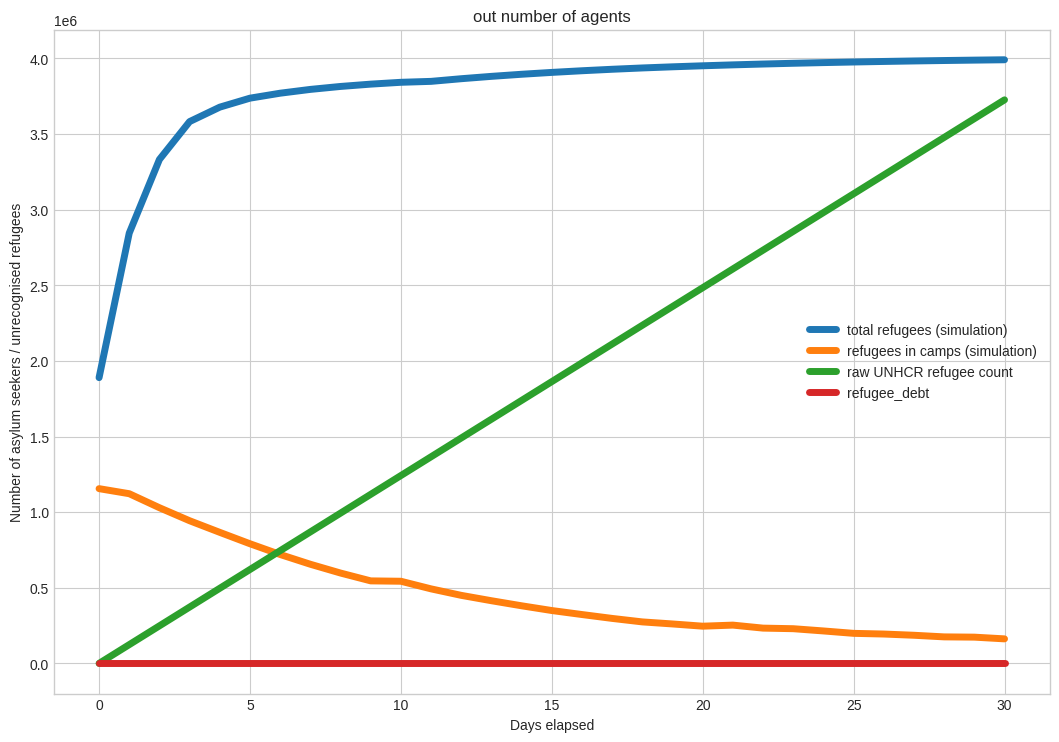 out number of agents
1e6
4.0
3.5
3.0
2.5
2.0
1.5
1.0
0.5
0.0
Number of asylum seekers / unrecognised refugees
total refugees (simulation)
refugees in camps (simulation)
raw UNHCR refugee count
refugee_debt
0 5 10 15 20 25 30
Days elapsed